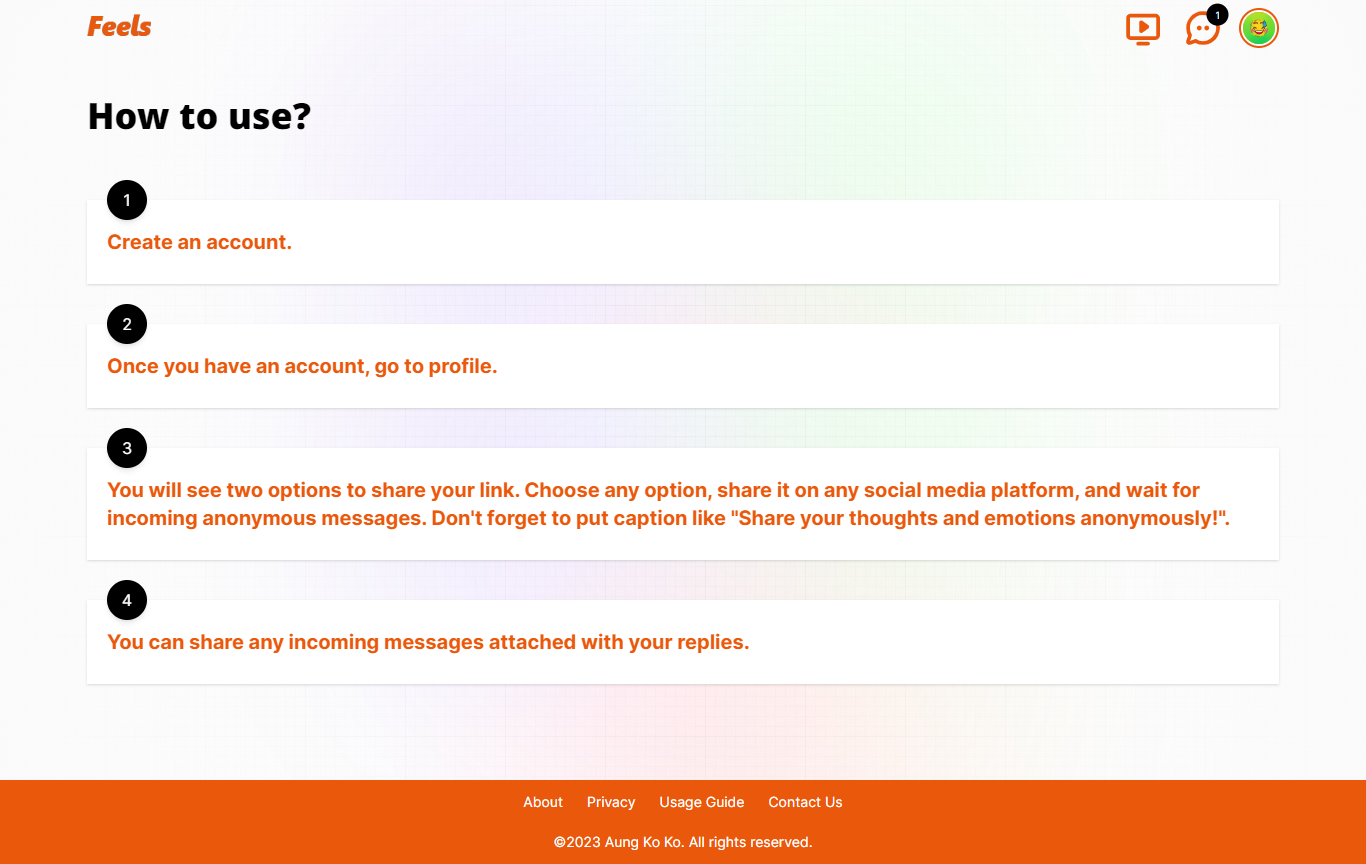 Feels
1
How to use?
1
Create an account.
2
Once you have an account, go to profile.
3
You will see two options to share your link. Choose any option, share it on any social media platform, and wait for
incoming anonymous messages. Don't forget to put caption like "Share your thoughts and emotions anonymously!".
4
You can share any incoming messages attached with your replies.
About Privacy Usage Guide Contact Us
©2023 Aung Ko Ko. All rights reserved.